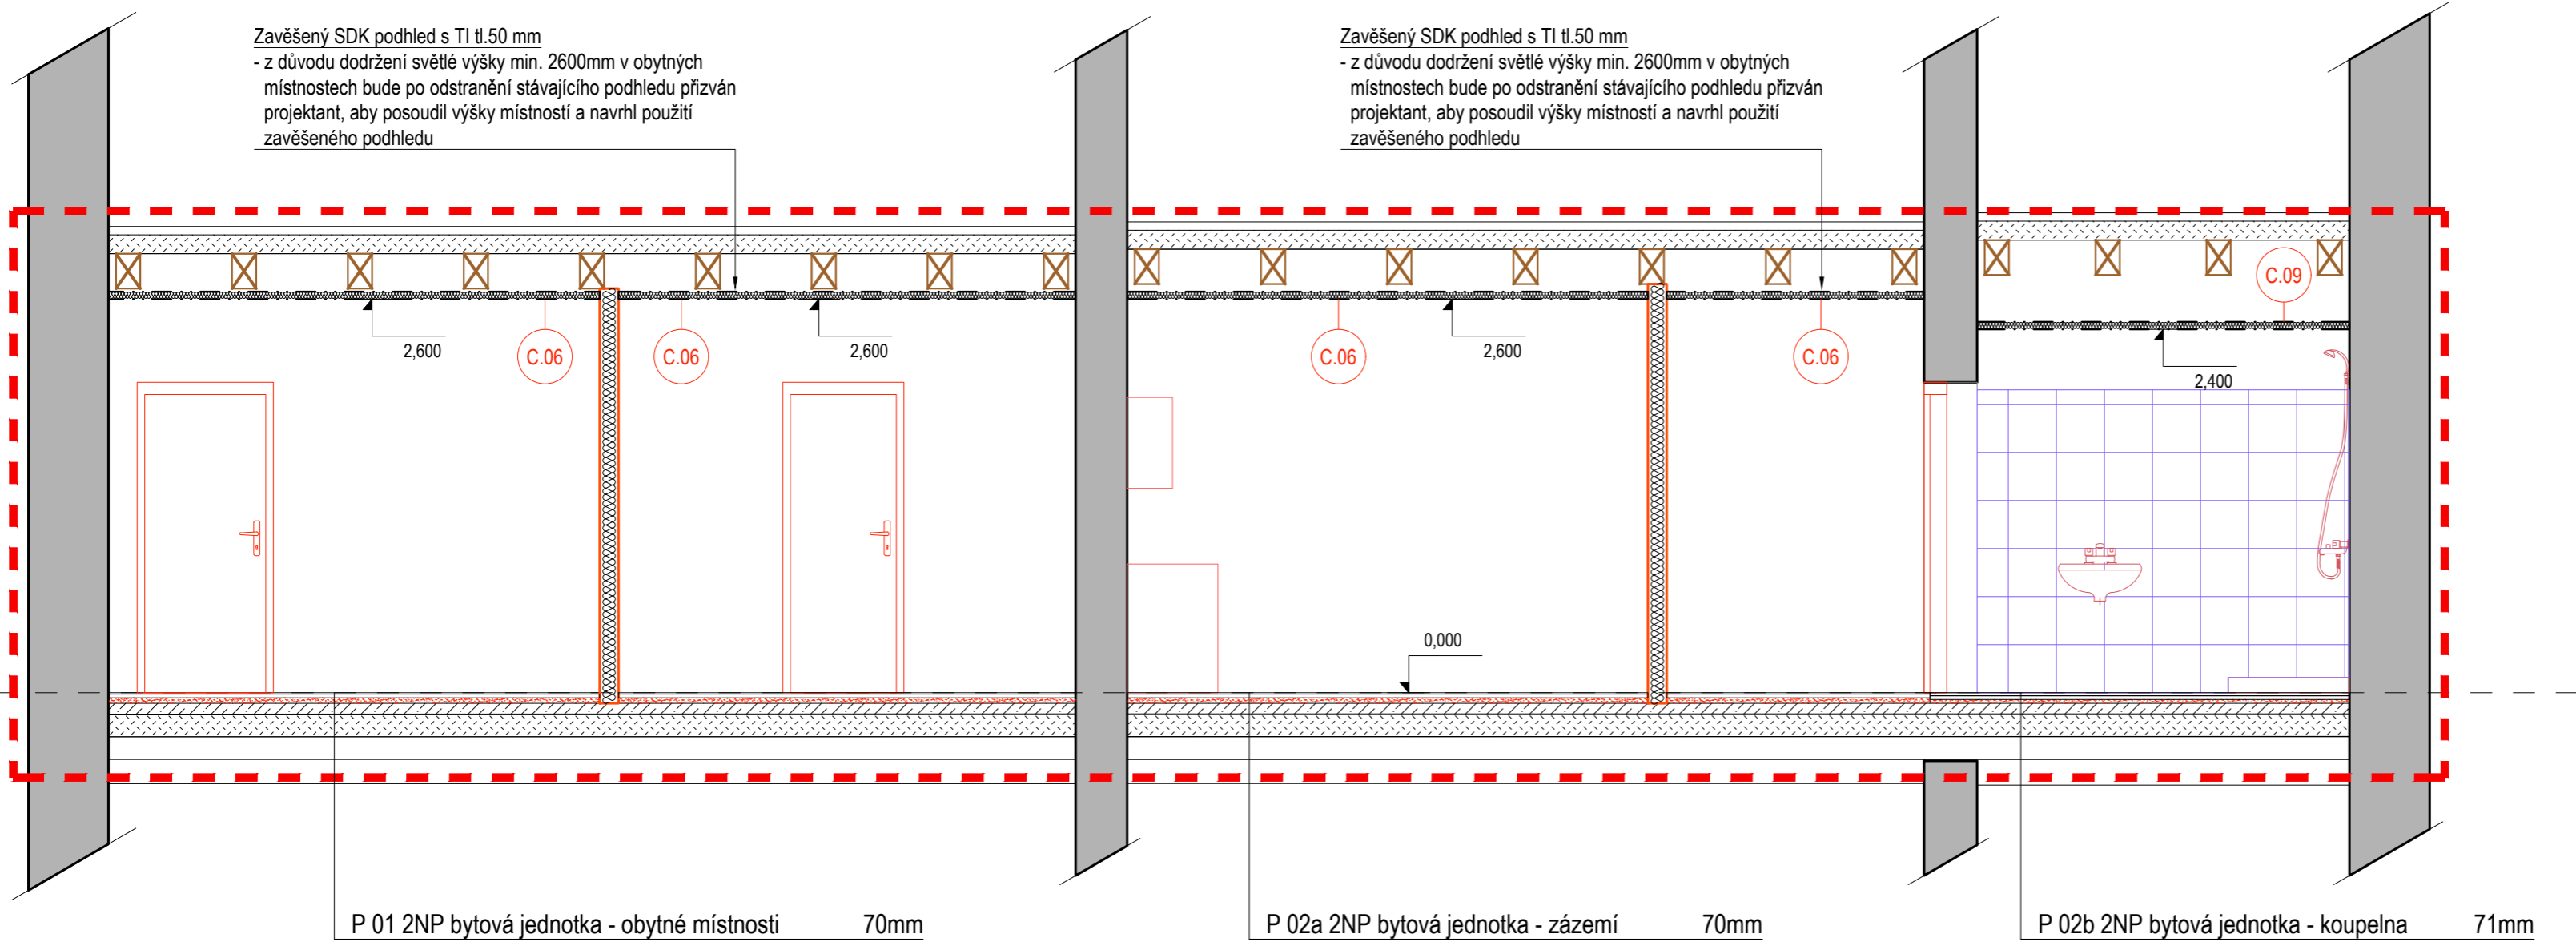 Zavěšený SDK podhled s TI tl.50 mm
- z důvodu dodržení světlé výšky min. 2600mm v obytných
místnostech bude po odstranění stávajícího podhledu přizván
projektant, aby posoudil výšky místností a navrhl použití
zavěšeného podhledu
Zavěšený SDK podhled s TI tl.50 mm
- z důvodu dodržení světlé výšky min. 2600mm v obytných
místnostech bude po odstranění stávajícího podhledu přizván
projektant, aby posoudil výšky místností a navrhl použití
zavěšeného podhledu
C.09
2,600
C.06
C.06
2,600
C.06
2,600
C.06
2,400
0,000
P 01 2NP bytová jednotka - obytné místnosti 70mm
P 02a 2NP bytová jednotka - zázemí 70mm
P 02b 2NP bytová jednotka - koupelna 71mm